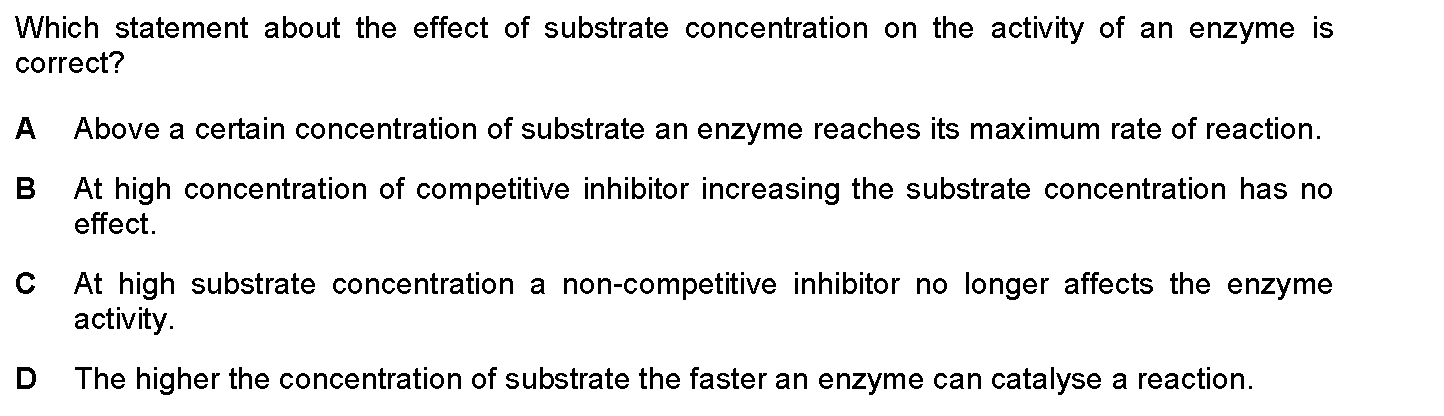 Which statement about the effect of substrate concentration on the activity of an enzyme is
correct?
A Above a certain concentration of substrate an enzyme reaches its maximum rate of reaction.
B At high concentration of competitive inhibitor increasing the substrate concentration has no
effect.
C At high substrate concentration a non-competitive inhibitor no longer affects the enzyme
activity.
D The higher the concentration of substrate the faster an enzyme can catalyse a reaction.